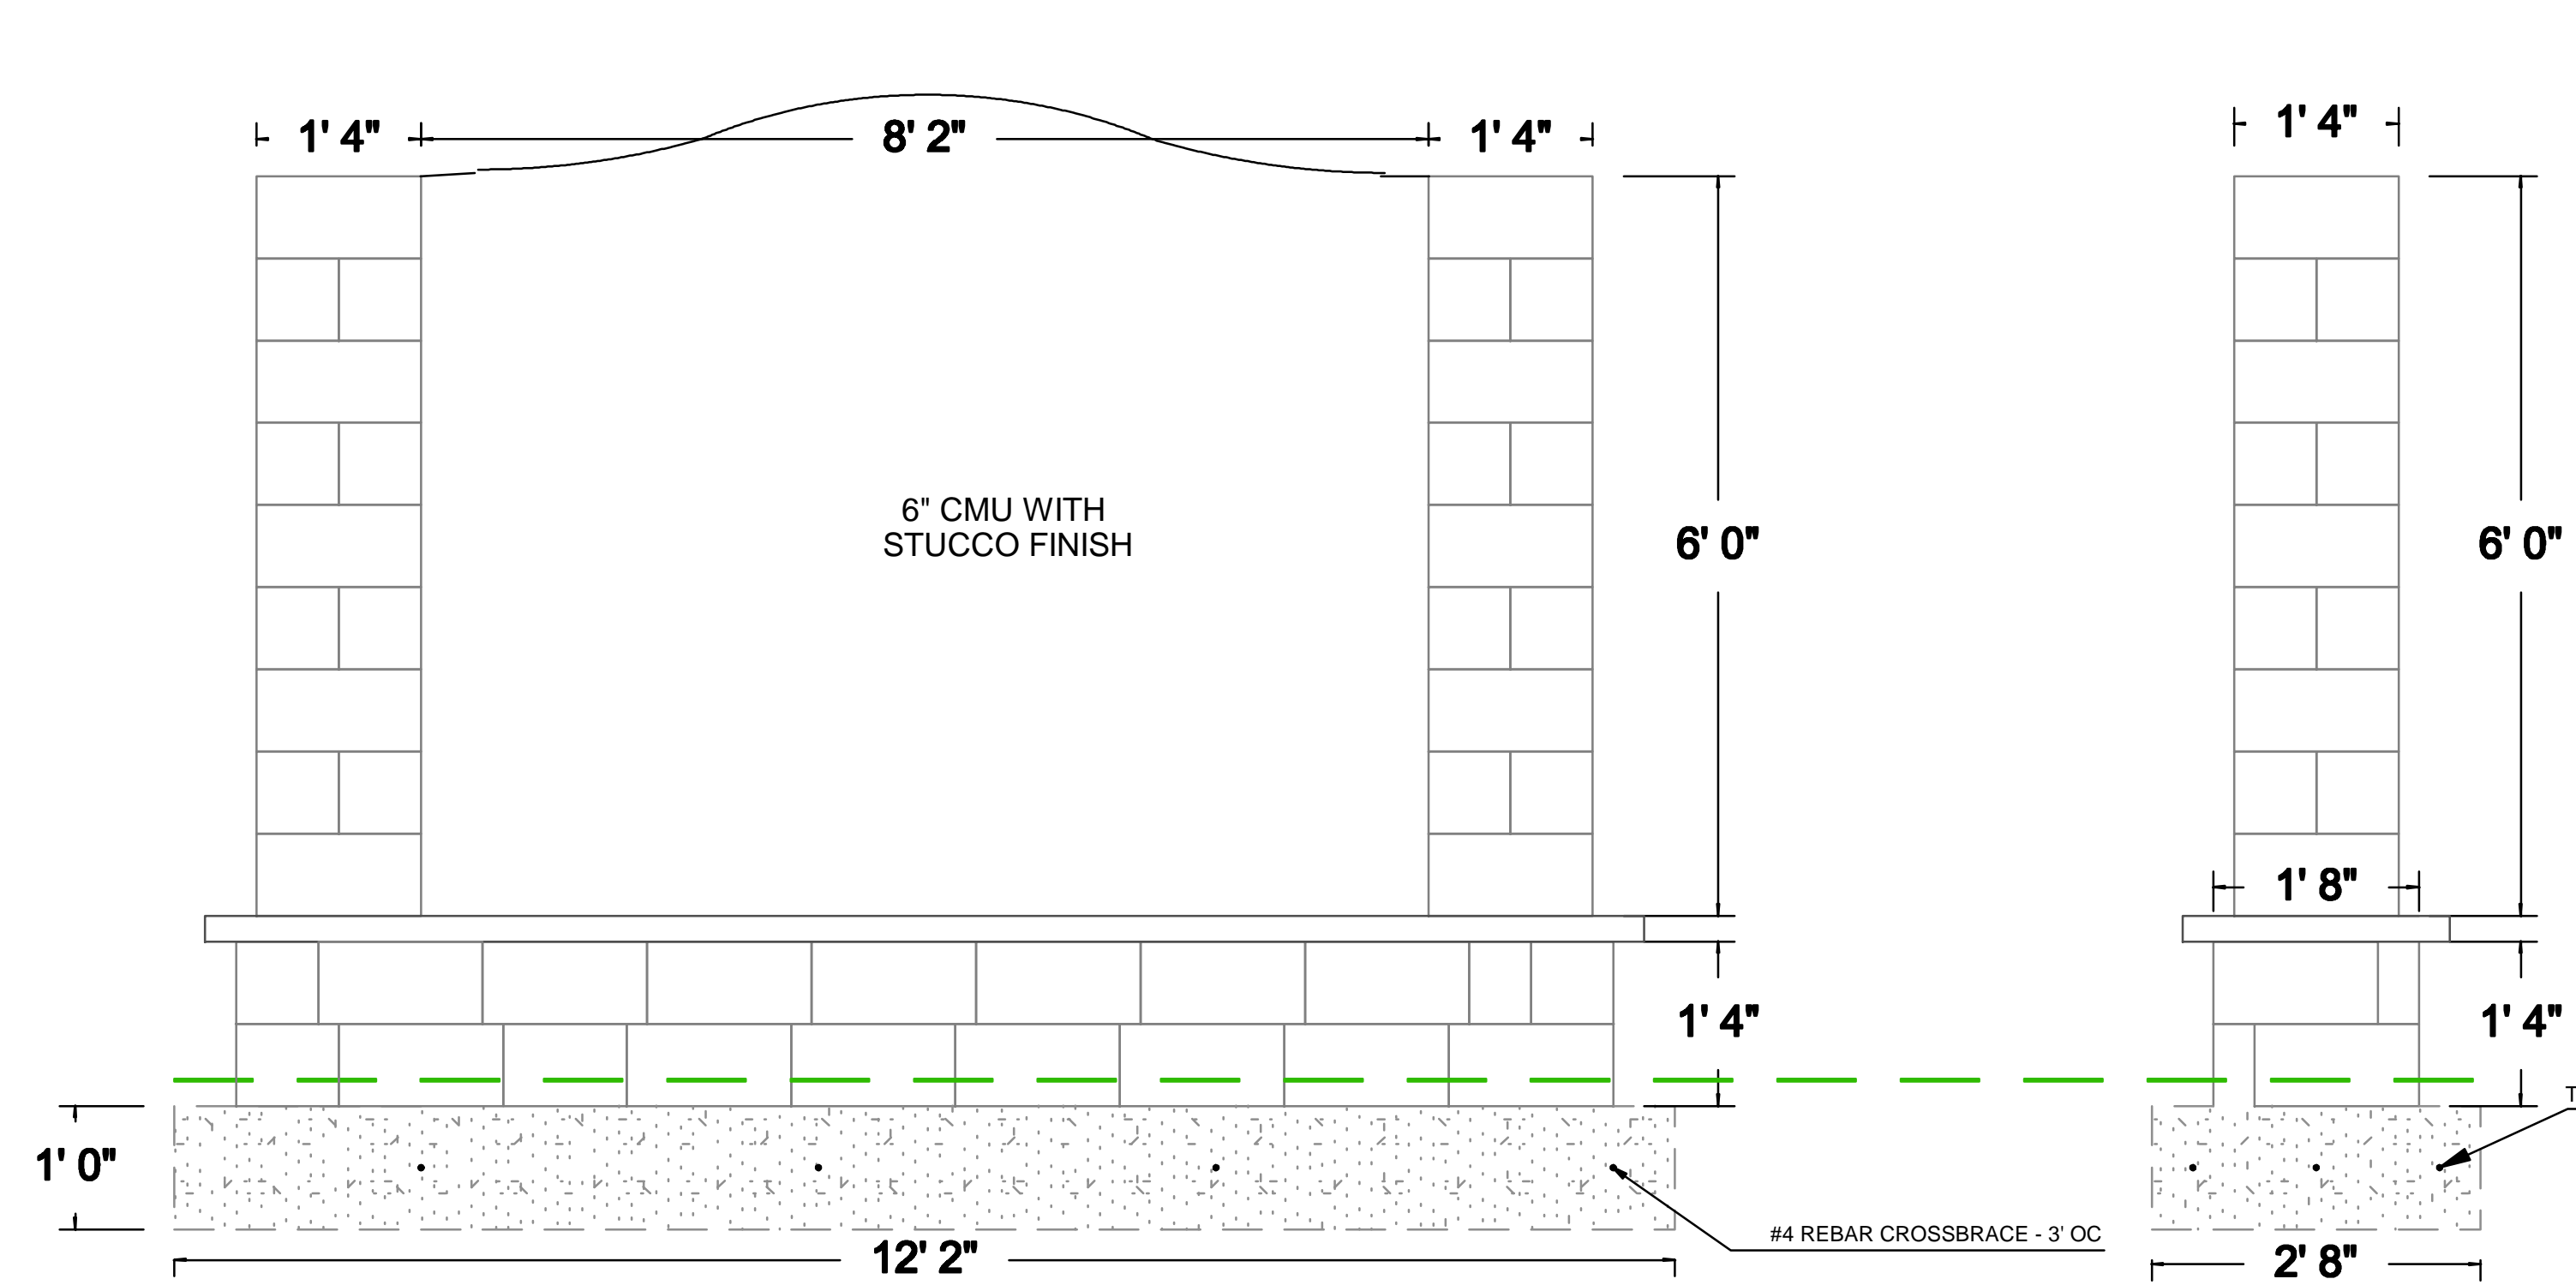 1' 4" 8' 2" 1' 4" 1' 4"
6" CMU WITH
STUCCO FINISH
6' 0" 6' 0"
1' 8"
1' 4" 1' 4"
1' 0"
#4 REBAR CROSSBRACE - 3' OC
12' 2" 2' 8"